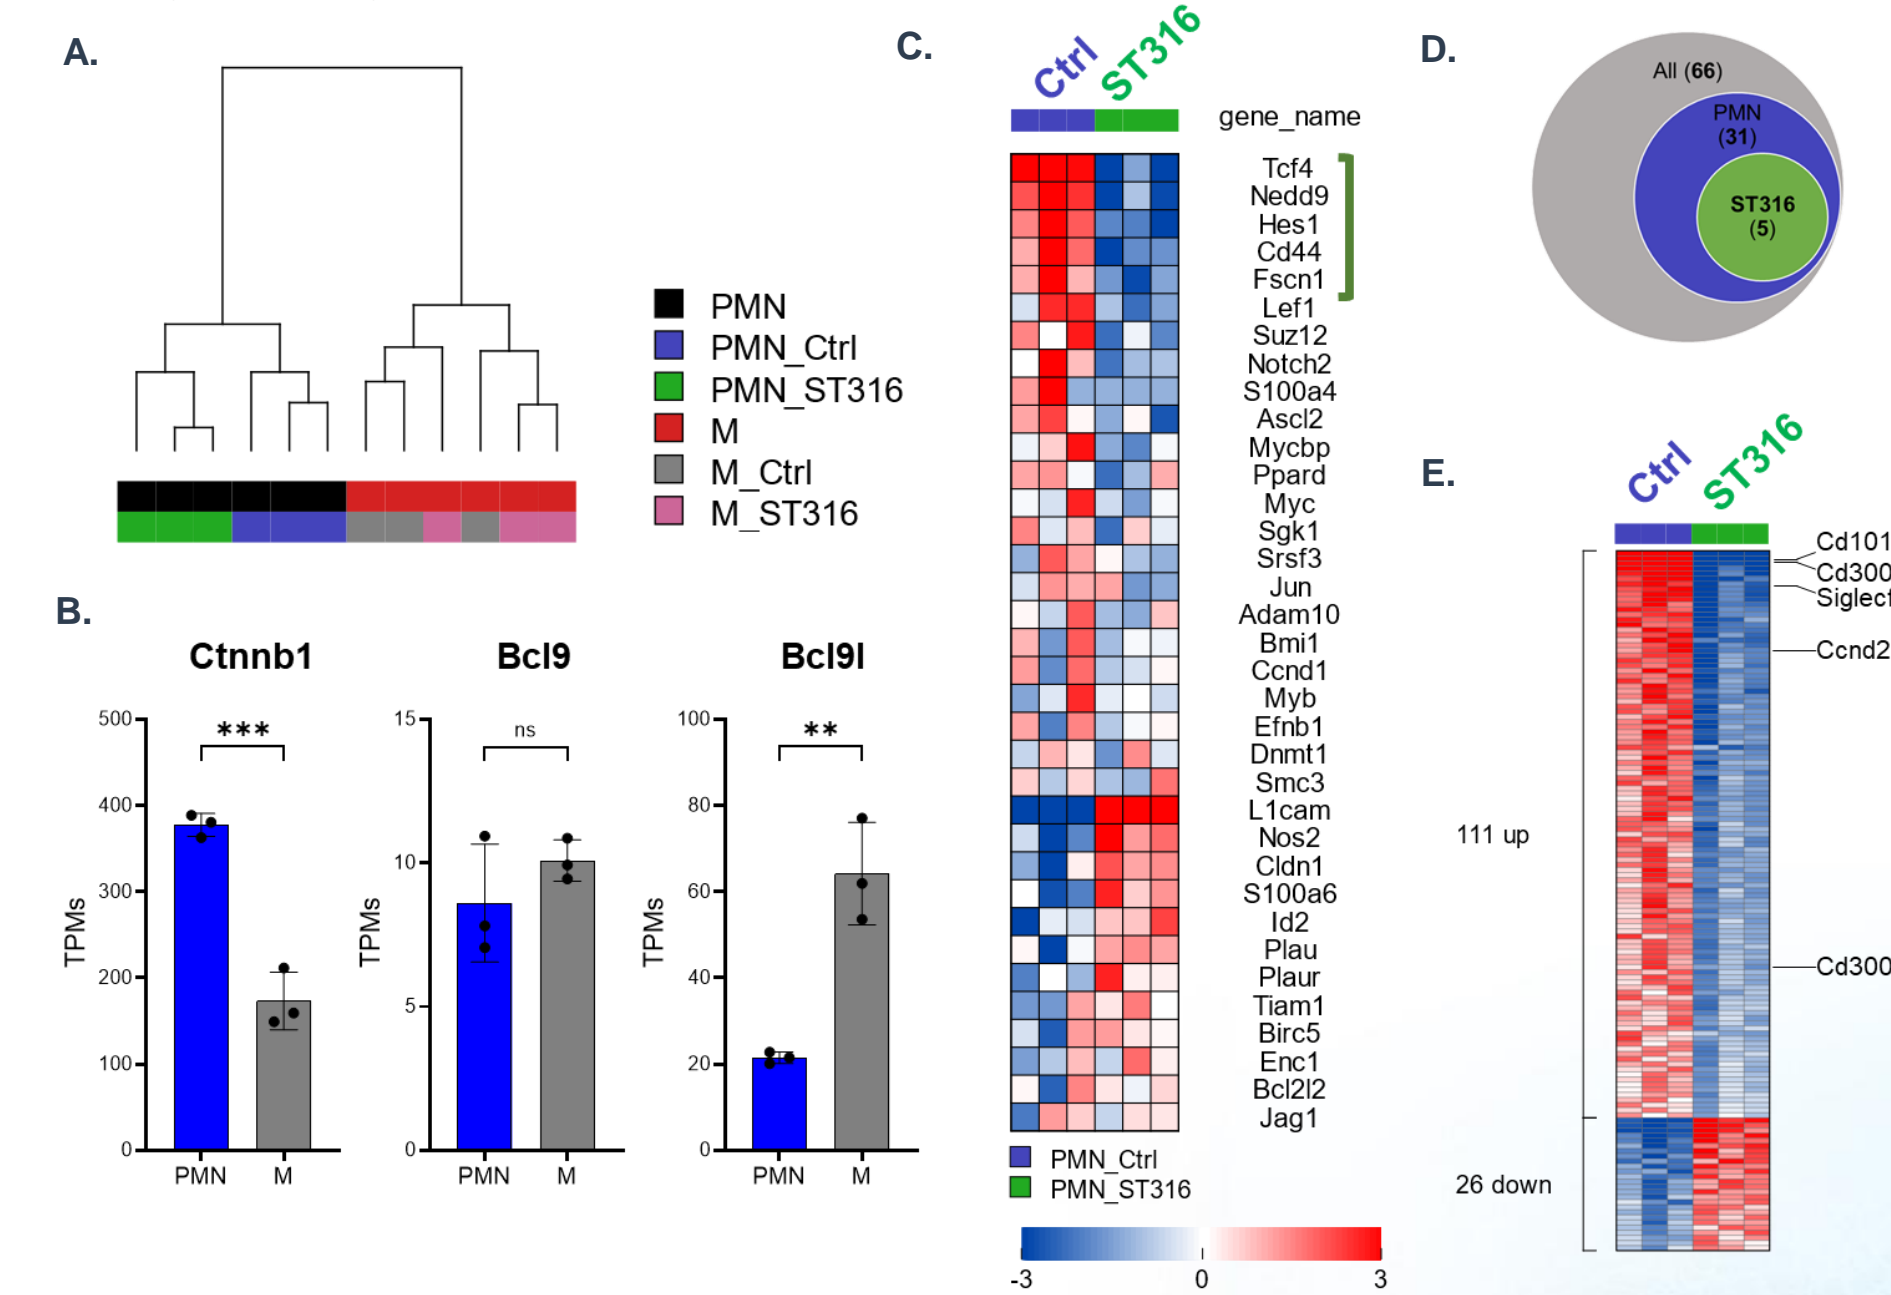 A.
PMN
PMN_Ctrl
PMN_ST316
M
M_Ctrl
M_ST316
B.
Ctnnb1
500
400
300
200
100
0
TPMs
***
PMN
M
Bcl9
15
10
5
0
TPMs
ns
PMN
M
Bcl9l
100
80
60
40
20
0
TPMs
**
PMN
M
C.
Ctrl
ST316
gene_name
Tcf4
Nedd9
Hes1
Cd44
Fscn1
Lef1
Suz12
Notch2
S100a4
Ascl2
Mycbp
Ppard
Myc
Sgk1
Srsf3
Jun
Adam10
Bmi1
Ccnd1
Myb
Efnb1
Dnmt1
Smc3
L1cam
Nos2
Cldn1
S100a6
Id2
Plau
Plaur
Tiam1
Birc5
Enc1
Bcl2l2
Jag1
PMN_Ctrl
PMN_ST316
-3
0
3
D.
All (66)
PMN
(31)
ST316
(5)
E.
Ctrl
ST316
Cd101
Cd300
Siglecf
Ccnd2
Cd300
111 up
26 down